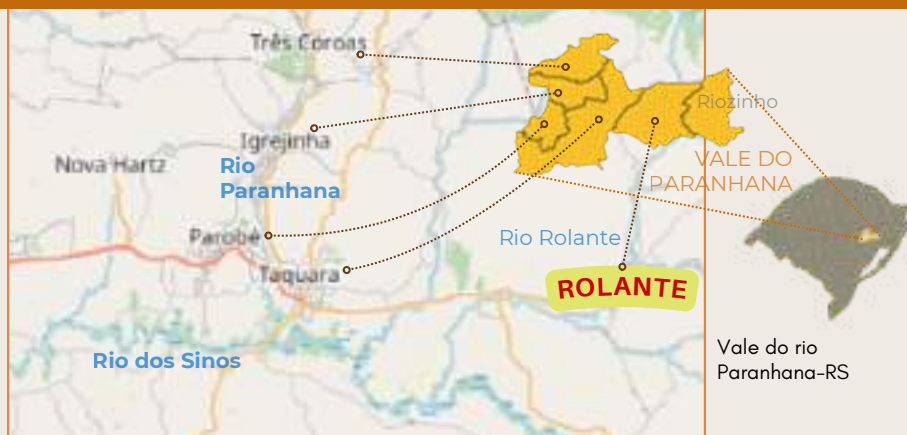 Três Coroas
Riozinho
Igrejinha
Nova Hartz
Rio
Paranhana
VALE DO
PARANHANA
Parobé
Rio Rolante
Taquara
ROLANTE
Rio dos Sinos
Vale do rio
Paranhana-RS